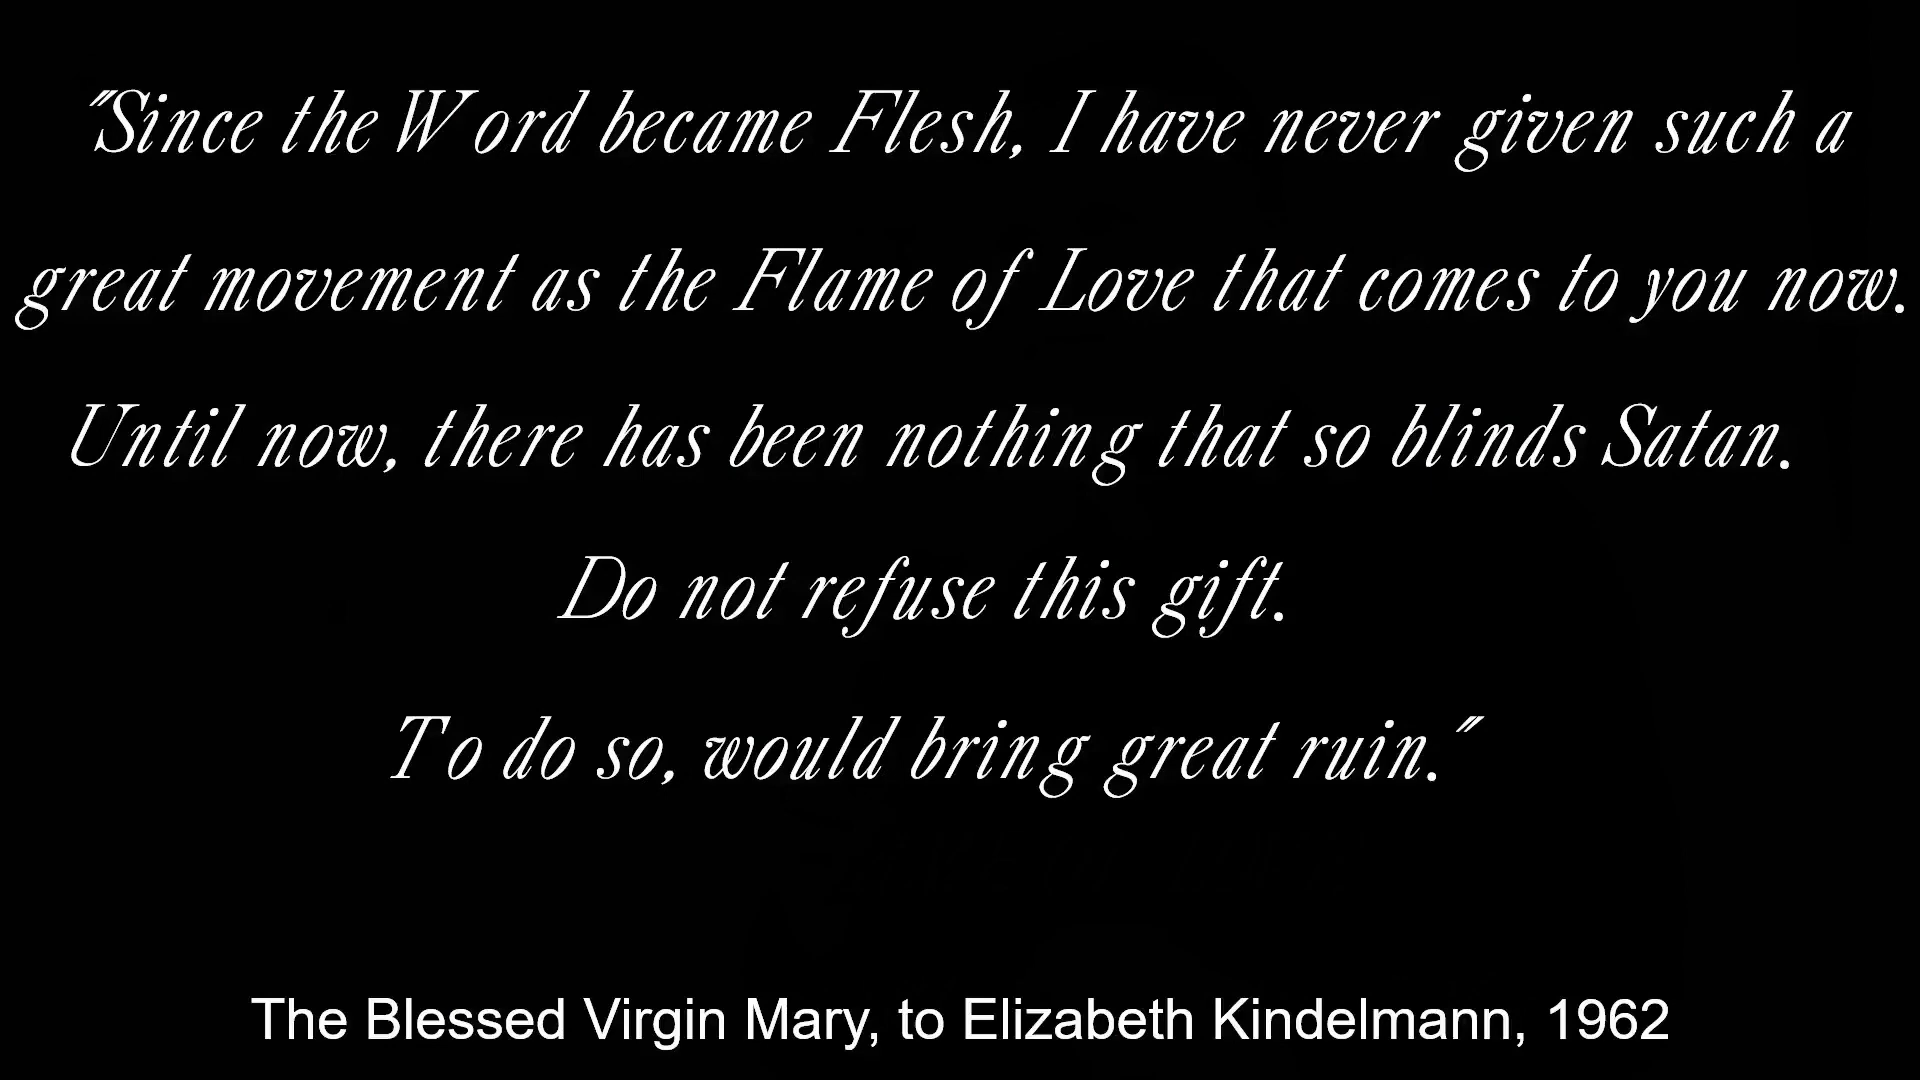 "Since the Word became Flesh, I have never given such a
great movement as the Flame of Love that comes to you now.
Until now, there has been nothing that so blinds Satan.
Do not refuse this gift.
To do so, would bring great ruin."
The Blessed Virgin Mary, to Elizabeth Kindelmann, 1962